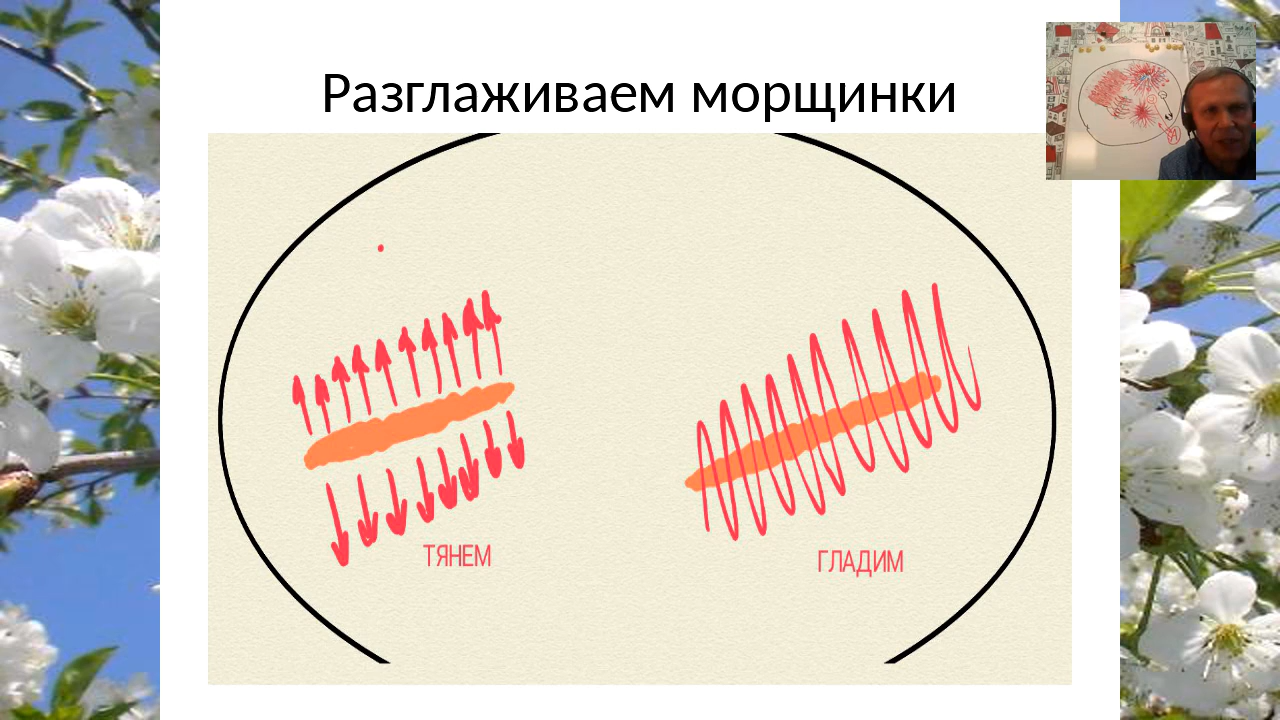 Разглаживаем морщинки
ТЯНЕМ
ГЛАДИМ